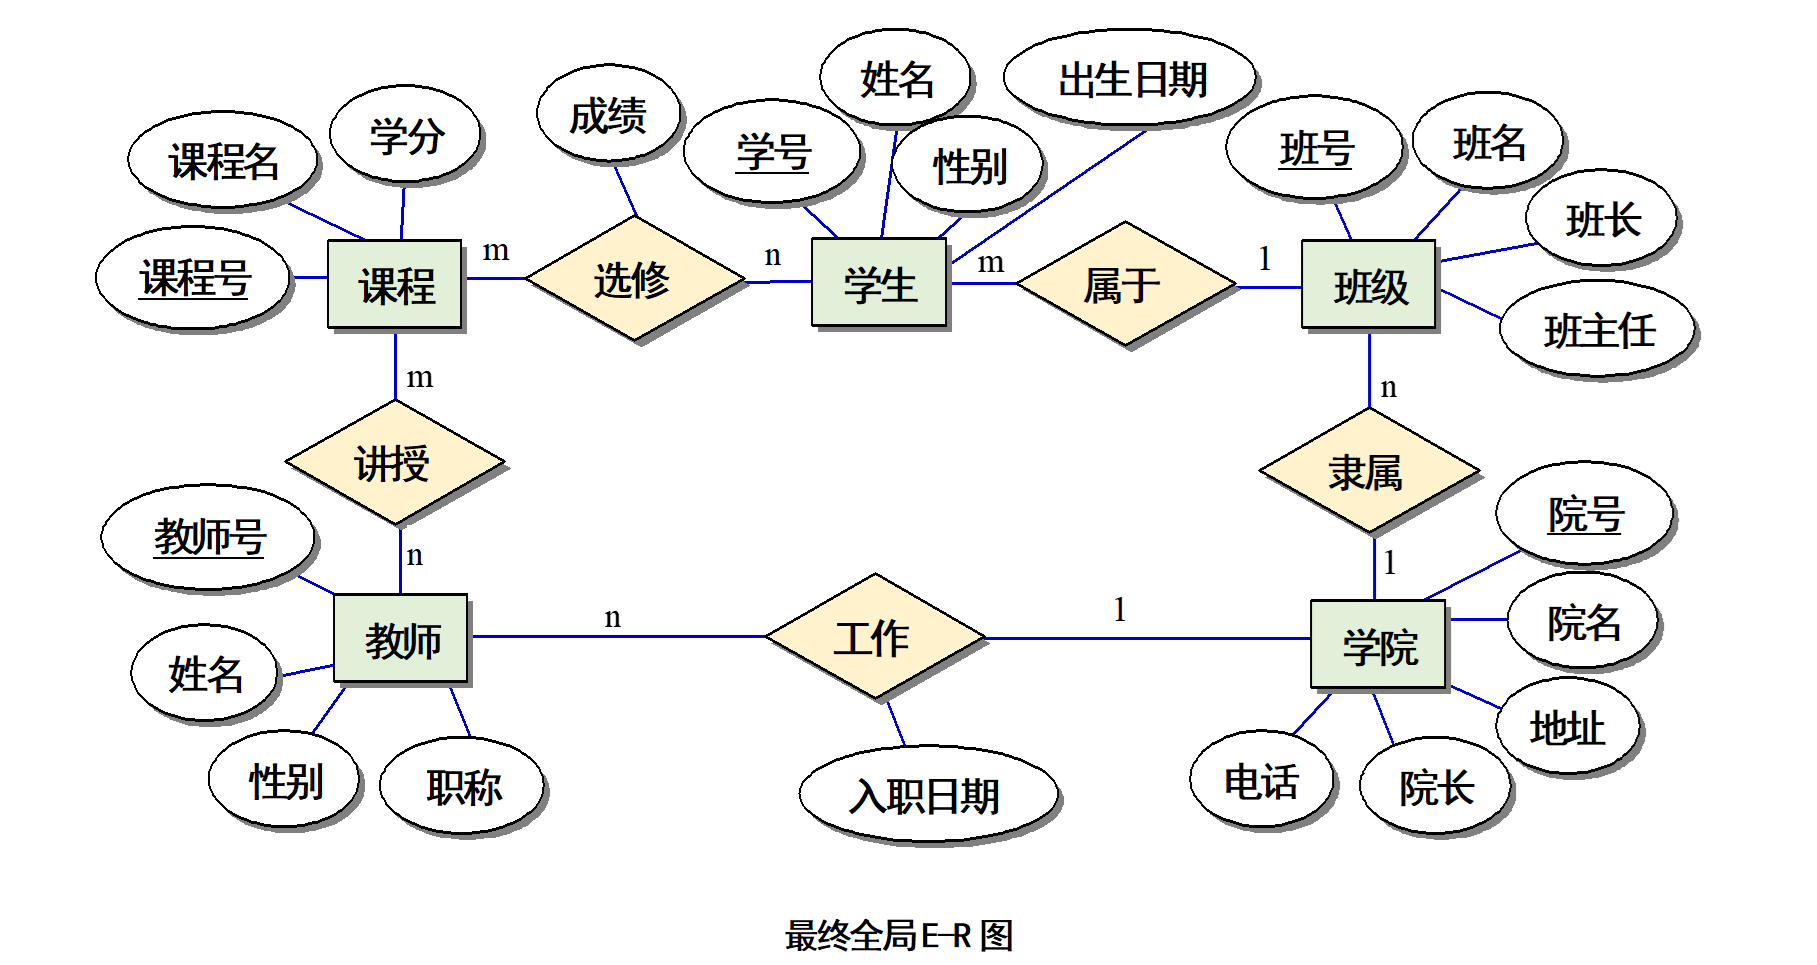 姓名
出生日期
成绩
学分
课程名
学号
性别
班号
班名
班长
课程号
课程
m
选修
n
学生
m
属于
1
班级
班主任
m
n
讲授
隶属
教师号
院号
n
1
院名
教师
n
工作
1
学院
姓名
地址
性别
职称
入职日期
电话
院长
最终全局E-R图